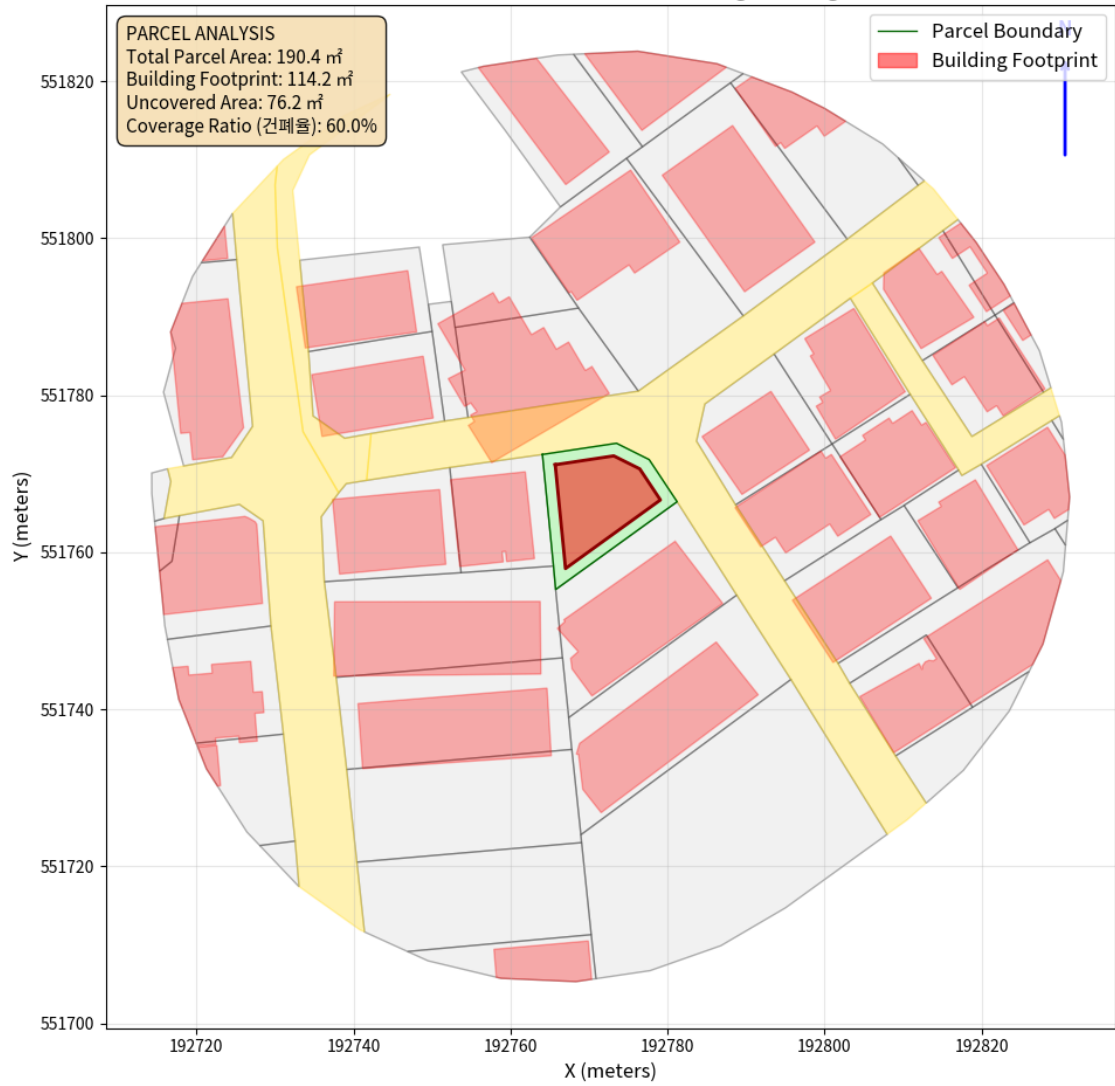 PARCEL ANALYSIS
Total Parcel Area: 190.4 ㎡
Building Footprint: 114.2 ㎡
Uncovered Area: 76.2 ㎡
Coverage Ratio (건폐율): 60.0%
Parcel Boundary
Building Footprint
N
551820
551800
551780
551760
551740
551720
551700
Y (meters)
192720 192740 192760 192780 192800 192820
X (meters)